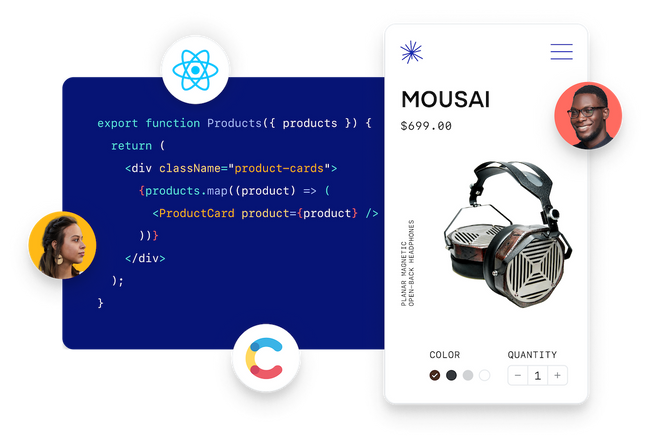 export function Products({ products }) {
return (
<div className="product-cards">
{products.map((product) => (
<ProductCard product={product} />
))}
</div>
);
}
MOUSAI
$699.00
PLANAR MAGNETIC
OPEN-BACK HEADPHONES
COLOR
QUANTITY
− 1 +